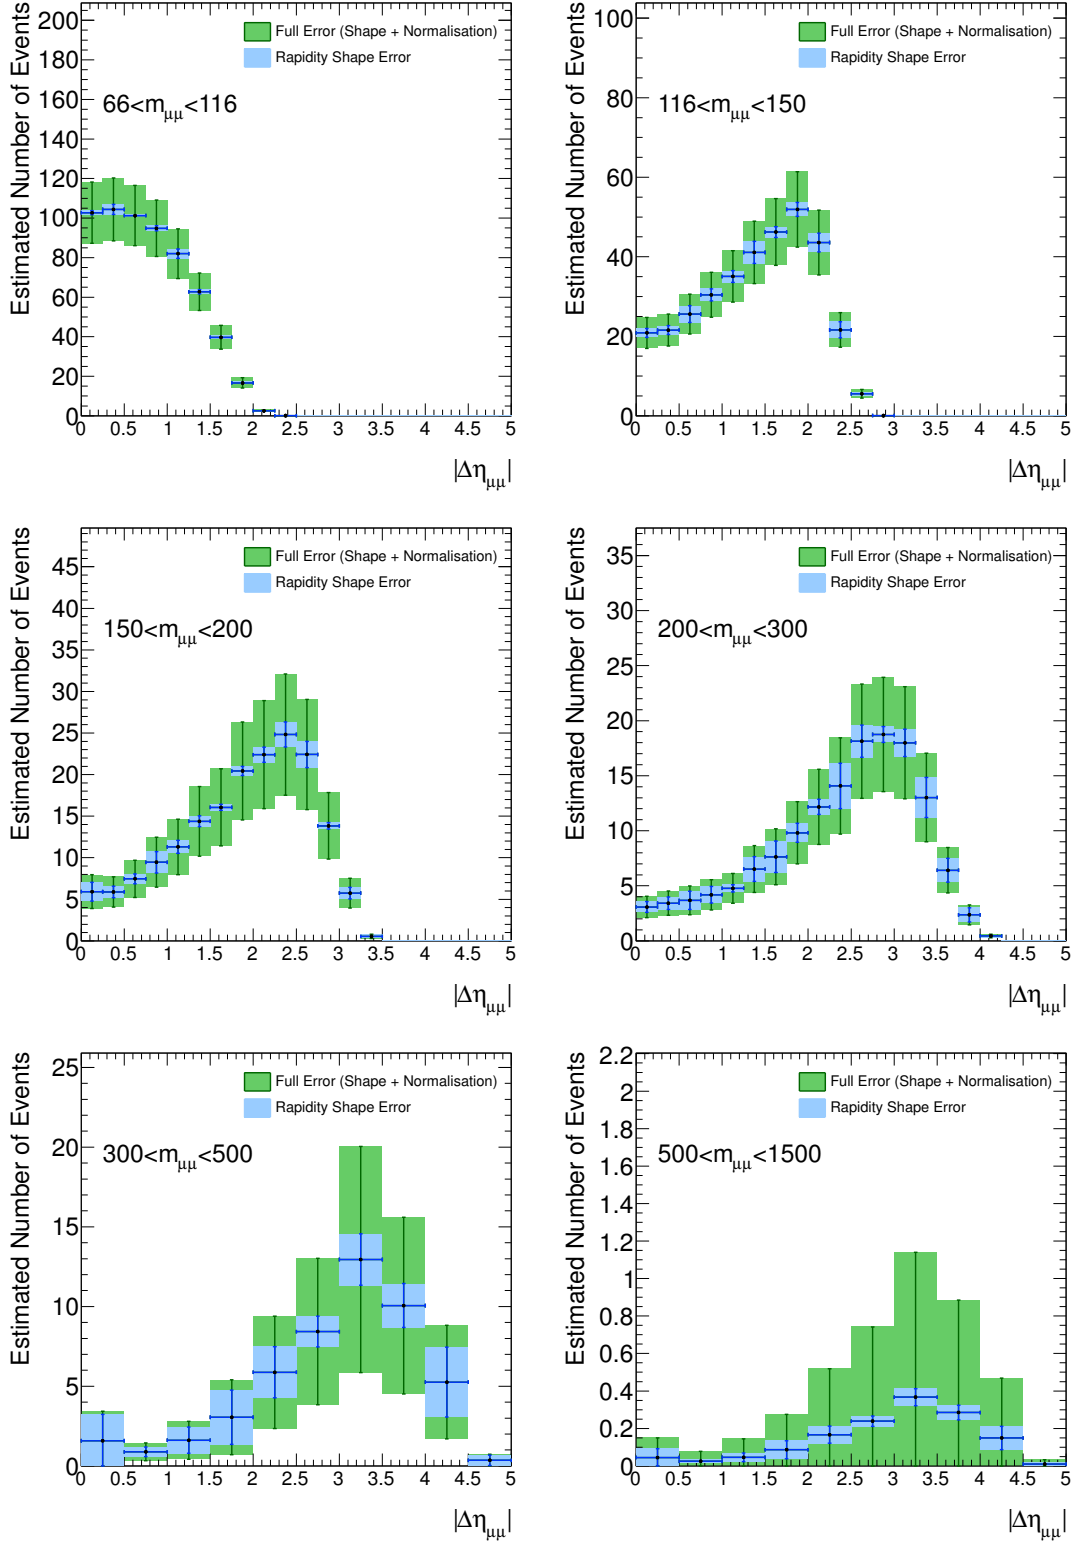 Estimated Number of Events
200
180
160
140
120
100
80
60
40
20
0
Full Error (Shape + Normalisation)
Rapidity Shape Error
66<m_μμ<116
0 0.5 1 1.5 2 2.5 3 3.5 4 4.5 5
|Δη_μμ|
Estimated Number of Events
100
80
60
40
20
0
Full Error (Shape + Normalisation)
Rapidity Shape Error
116<m_μμ<150
0 0.5 1 1.5 2 2.5 3 3.5 4 4.5 5
|Δη_μμ|
Estimated Number of Events
45
40
35
30
25
20
15
10
5
0
Full Error (Shape + Normalisation)
Rapidity Shape Error
150<m_μμ<200
0 0.5 1 1.5 2 2.5 3 3.5 4 4.5 5
|Δη_μμ|
Estimated Number of Events
35
30
25
20
15
10
5
0
Full Error (Shape + Normalisation)
Rapidity Shape Error
200<m_μμ<300
0 0.5 1 1.5 2 2.5 3 3.5 4 4.5 5
|Δη_μμ|
Estimated Number of Events
25
20
15
10
5
0
Full Error (Shape + Normalisation)
Rapidity Shape Error
300<m_μμ<500
0 0.5 1 1.5 2 2.5 3 3.5 4 4.5 5
|Δη_μμ|
Estimated Number of Events
2.2
2
1.8
1.6
1.4
1.2
1
0.8
0.6
0.4
0.2
0
Full Error (Shape + Normalisation)
Rapidity Shape Error
500<m_μμ<1500
0 0.5 1 1.5 2 2.5 3 3.5 4 4.5 5
|Δη_μμ|